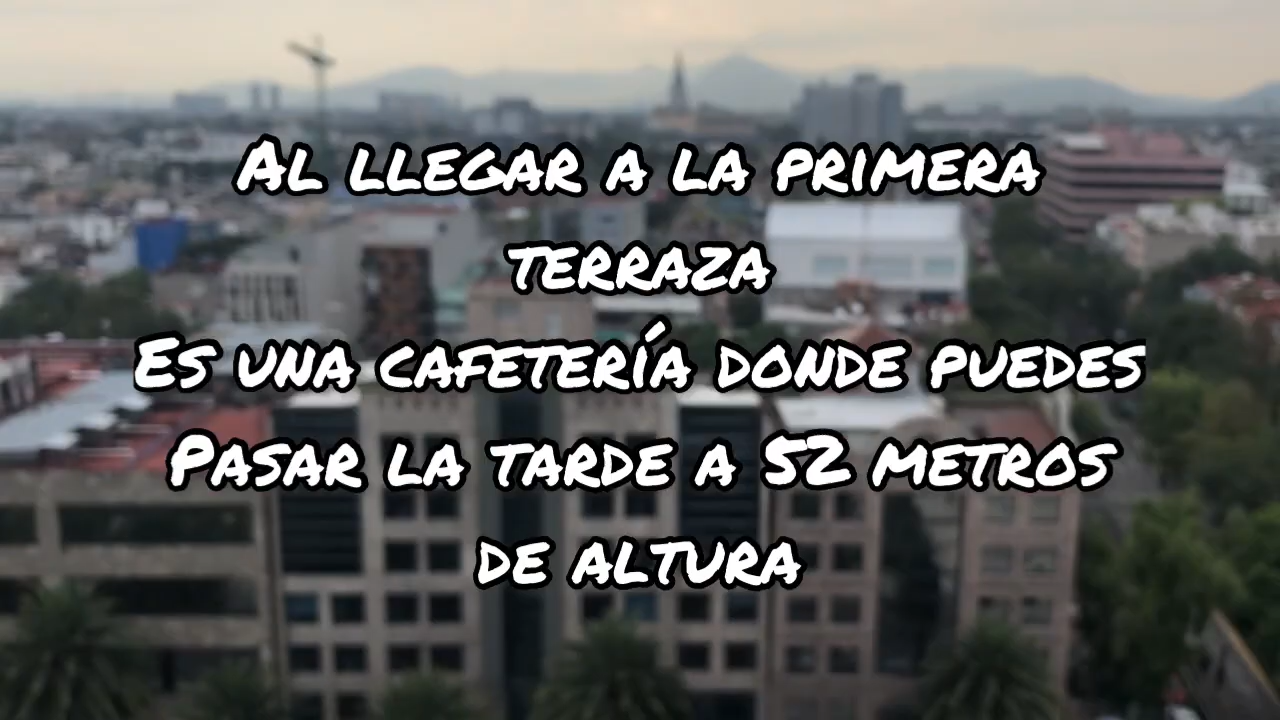 Al llegar a la primera
terraza
Es una cafetería donde puedes
Pasar la tarde a 52 metros
de altura